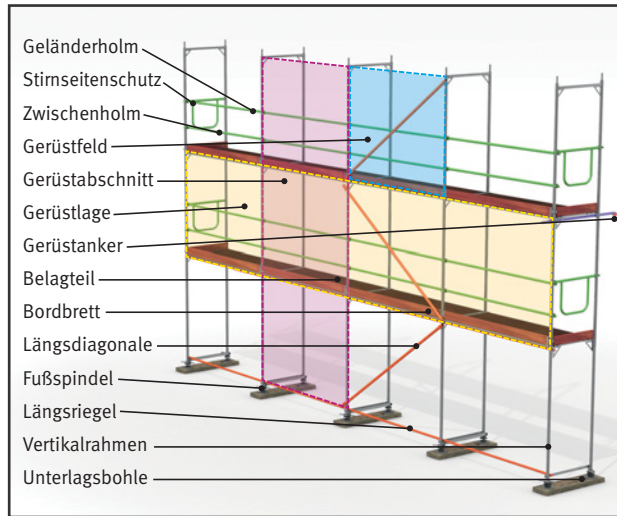 Geländerholm
Stirnseitenschutz
Zwischenholm
Gerüstfeld
Gerüstabschnitt
Gerüstlage
Gerüstanker
Belagteil
Bordbrett
Längsdiagonale
Fußspindel
Längsriegel
Vertikalrahmen
Unterlagsbohle